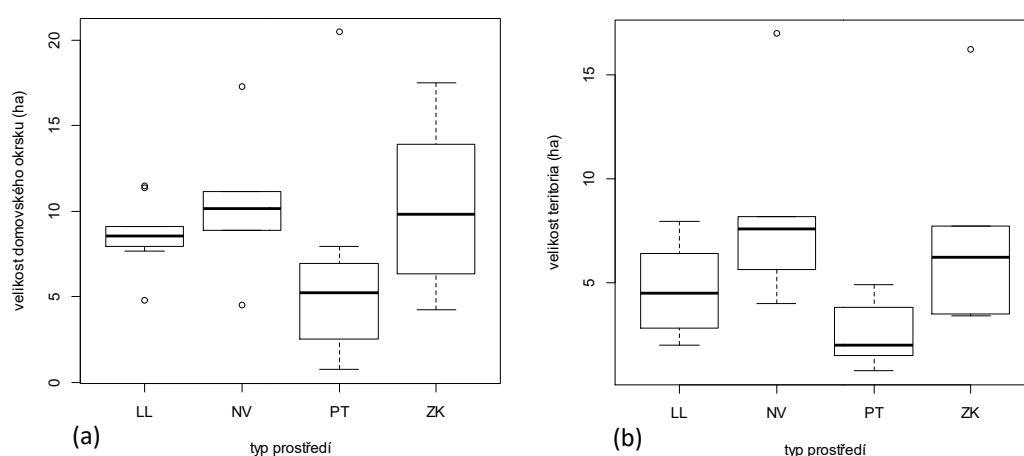 velikost domovského okrsku (ha)
20
15
10
5
0
LL NV PT ZK
(a)
typ prostředí
velikost teritoria (ha)
15
10
5
LL NV PT ZK
(b)
typ prostředí